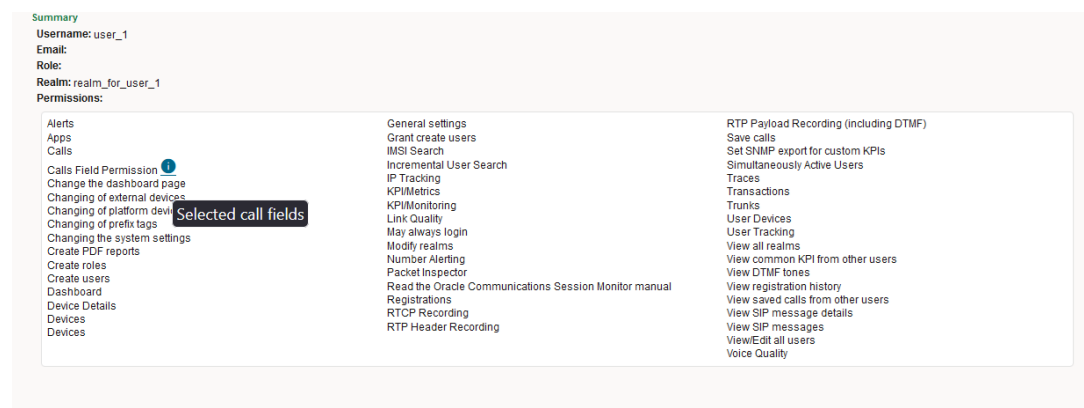 Summary
Username: user_1
Email:
Role:
Realm: realm_for_user_1
Permissions:
Alerts
Apps
Calls
Calls Field Permission
Change the dashboard page
Changing of external devices
Changing of platform
Selected call fields
Changing of prefix tags
Changing the system settings
Create PDF reports
Create roles
Create users
Dashboard
Device Details
Devices
Devices
General settings
Grant create users
IMSI Search
Incremental User Search
IP Tracking
KPI/Metrics
KPI/Monitoring
Link Quality
May always login
Modify realms
Number Alerting
Packet Inspector
Read the Oracle Communications Session Monitor manual
Registrations
RTCP Recording
RTP Header Recording
RTP Payload Recording (including DTMF)
Save calls
Set SNMP export for custom KPIs
Simultaneously Active Users
Traces
Transactions
Trunks
User Devices
User Tracking
View all realms
View common KPI from other users
View DTMF tones
View registration history
View saved calls from other users
View SIP message details
View SIP messages
View/Edit all users
Voice Quality